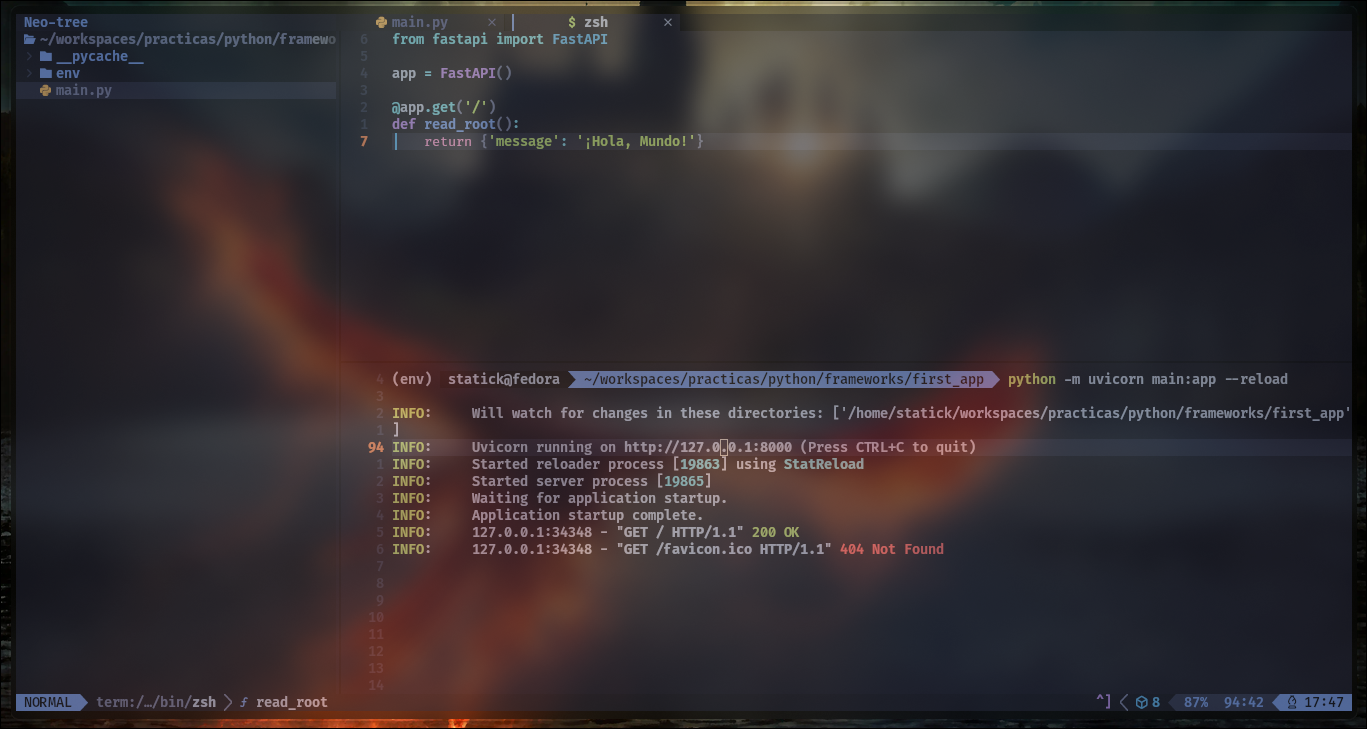 Neo-tree
~/workspaces/practicas/python/framewo
__pycache__
env
main.py
main.py × $ zsh ×
6 from fastapi import FastAPI
5
4 app = FastAPI()
3
2 @app.get('/')
1 def read_root():
7 return {'message': '¡Hola, Mundo!'}
4 (env) statick@fedora ~/workspaces/practicas/python/frameworks/first_app python -m uvicorn main:app --reload
3
2 INFO: Will watch for changes in these directories: ['/home/statick/workspaces/practicas/python/frameworks/first_app'
1 ]
94 INFO: Uvicorn running on http://127.0.0.1:8000 (Press CTRL+C to quit)
1 INFO: Started reloader process [19863] using StatReload
2 INFO: Started server process [19865]
3 INFO: Waiting for application startup.
4 INFO: Application startup complete.
5 INFO: 127.0.0.1:34348 - "GET / HTTP/1.1" 200 OK
6 INFO: 127.0.0.1:34348 - "GET /favicon.ico HTTP/1.1" 404 Not Found
7
8
9
10
11
12
13
14
NORMAL term:/…/bin/zsh ƒ read_root ^] 8 87% 94:42 17:47